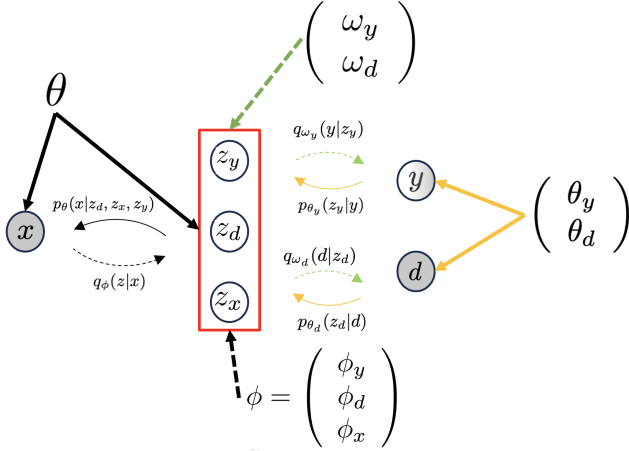 ( ω_y
ω_d )
θ
q_{ω_y}(y|z_y)
z_y
y
p_{θ_y}(z_y|y)
p_θ(x|z_d, z_x, z_y)
( θ_y
θ_d )
x
z_d
q_{ω_d}(d|z_d)
q_φ(z|x)
d
z_x
p_{θ_d}(z_d|d)
ϕ = ( ϕ_y
ϕ_d
ϕ_x )